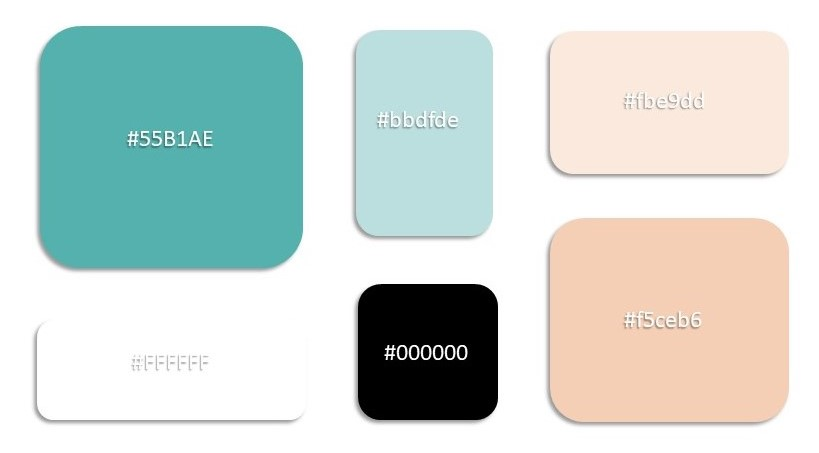 #55B1AE
#bbdfde
#fbe9dd
#FFFFFF
#000000
#f5ceb6